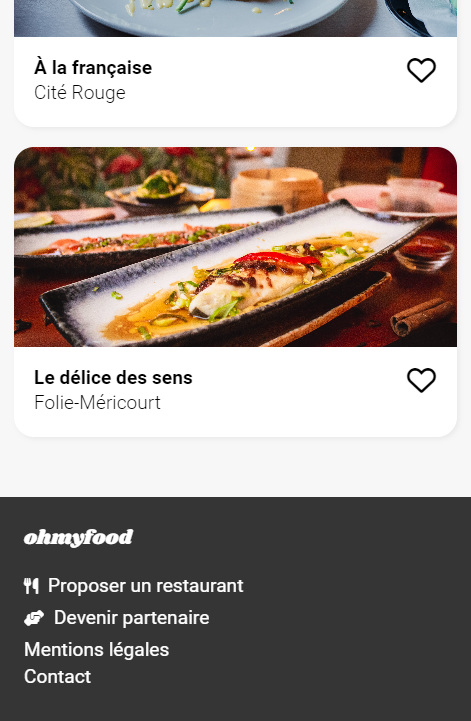 À la française
Cité Rouge
Le délice des sens
Folie-Méricourt
ohmyfood
Proposer un restaurant
Devenir partenaire
Mentions légales
Contact